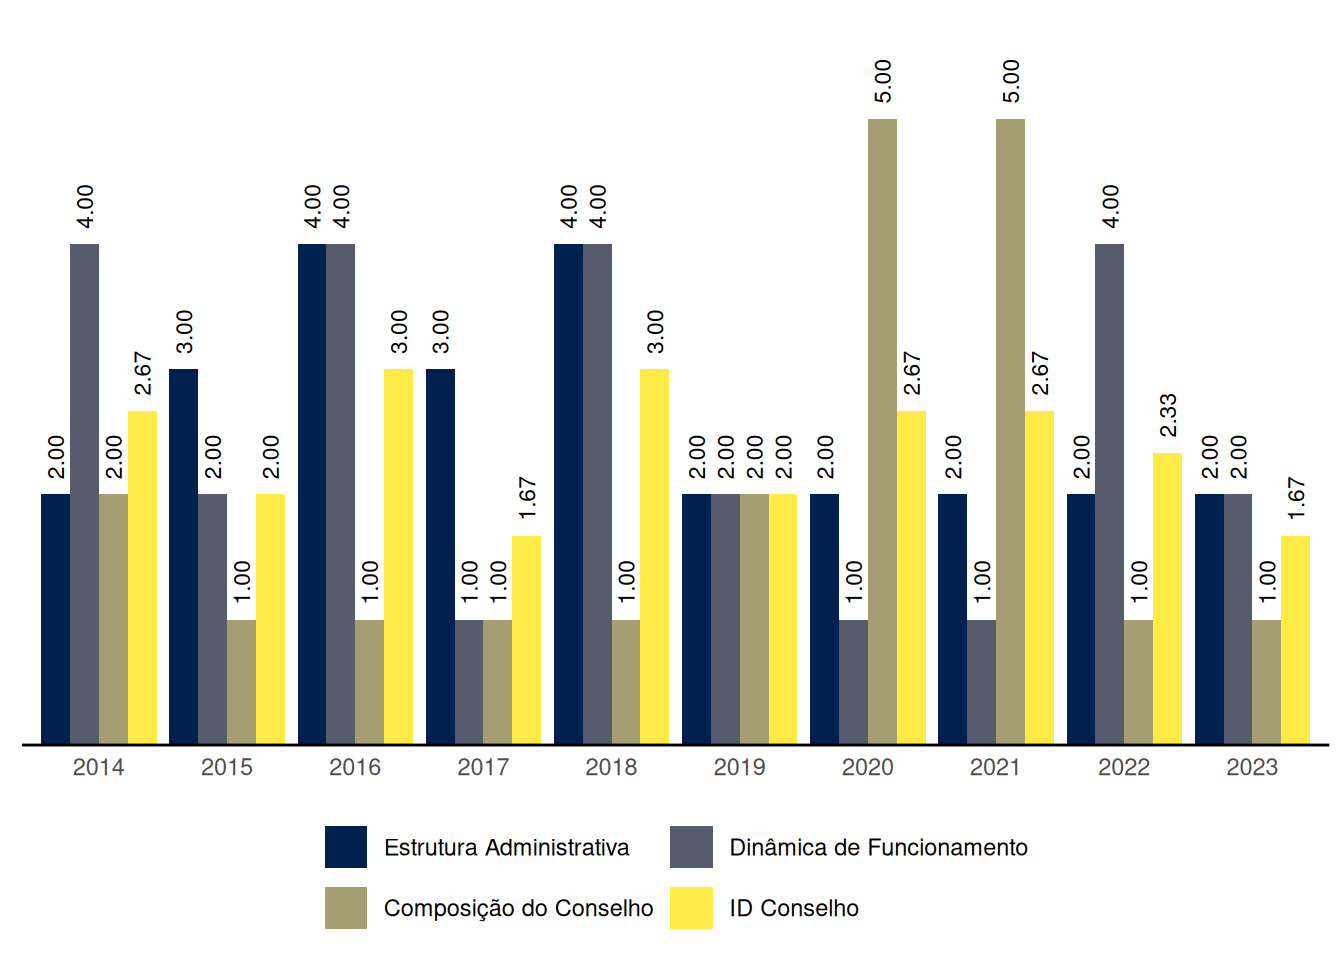 5.00 5.00
4.00 4.00 4.00 4.00 4.00 4.00
3.00 3.00 3.00 3.00
2.67 2.67 2.67
2.33
2.00 2.00 2.00 2.00 2.00 2.00 2.00 2.00 2.00 2.00 2.00 2.00 2.00
1.67 1.67
1.00 1.00 1.00 1.00 1.00 1.00 1.00 1.00 1.00
2014 2015 2016 2017 2018 2019 2020 2021 2022 2023
Estrutura Administrativa Dinâmica de Funcionamento
Composição do Conselho ID Conselho